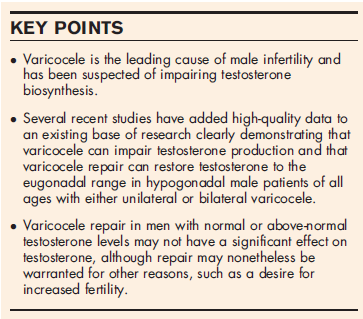 KEY POINTS
• Varicocele is the leading cause of male infertility and
has been suspected of impairing testosterone
biosynthesis.
• Several recent studies have added high-quality data to
an existing base of research clearly demonstrating that
varicocele can impair testosterone production and that
varicocele repair can restore testosterone to the
eugonadal range in hypogonadal male patients of all
ages with either unilateral or bilateral varicocele.
• Varicocele repair in men with normal or above-normal
testosterone levels may not have a significant effect on
testosterone, although repair may nonetheless be
warranted for other reasons, such as a desire for
increased fertility.